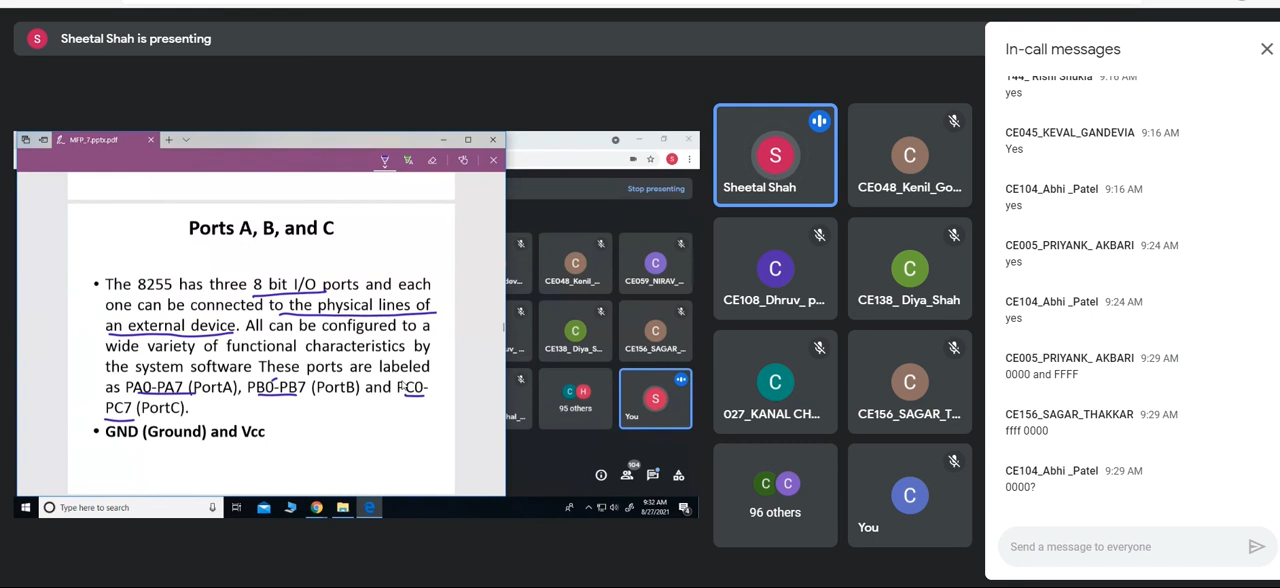 S Sheetal Shah is presenting
MFP_7.pptx.pdf
Ports A, B, and C
• The 8255 has three 8 bit I/O ports and each
one can be connected to the physical lines of
an external device. All can be configured to a
wide variety of functional characteristics by
the system software These ports are labeled
as PA0-PA7 (PortA), PB0-PB7 (PortB) and PC0-
PC7 (PortC).
• GND (Ground) and Vcc
Type here to search
S
Stop presenting
C
CE048_Kenil_...
C
CE059_NIRAV_...
C
CE138_ Diya_S...
C
CE156_SAGAR_...
C H
95 others
S
You
104
9:32 AM
8/27/2021
S
Sheetal Shah
C
CE048_Kenil_Go...
C
CE108_Dhruv_ p...
C
CE138_ Diya_Shah
C
027_KANAL CH...
C
CE156_SAGAR_T...
C C
96 others
C
You
In-call messages
yes
CE045_KEVAL_GANDEVIA 9:16 AM
Yes
CE104_Abhi _Patel 9:16 AM
yes
CE005_PRIYANK_ AKBARI 9:24 AM
yes
CE104_Abhi _Patel 9:24 AM
yes
CE005_PRIYANK_ AKBARI 9:29 AM
0000 and FFFF
CE156_SAGAR_THAKKAR 9:29 AM
ffff 0000
CE104_Abhi _Patel 9:29 AM
0000?
Send a message to everyone